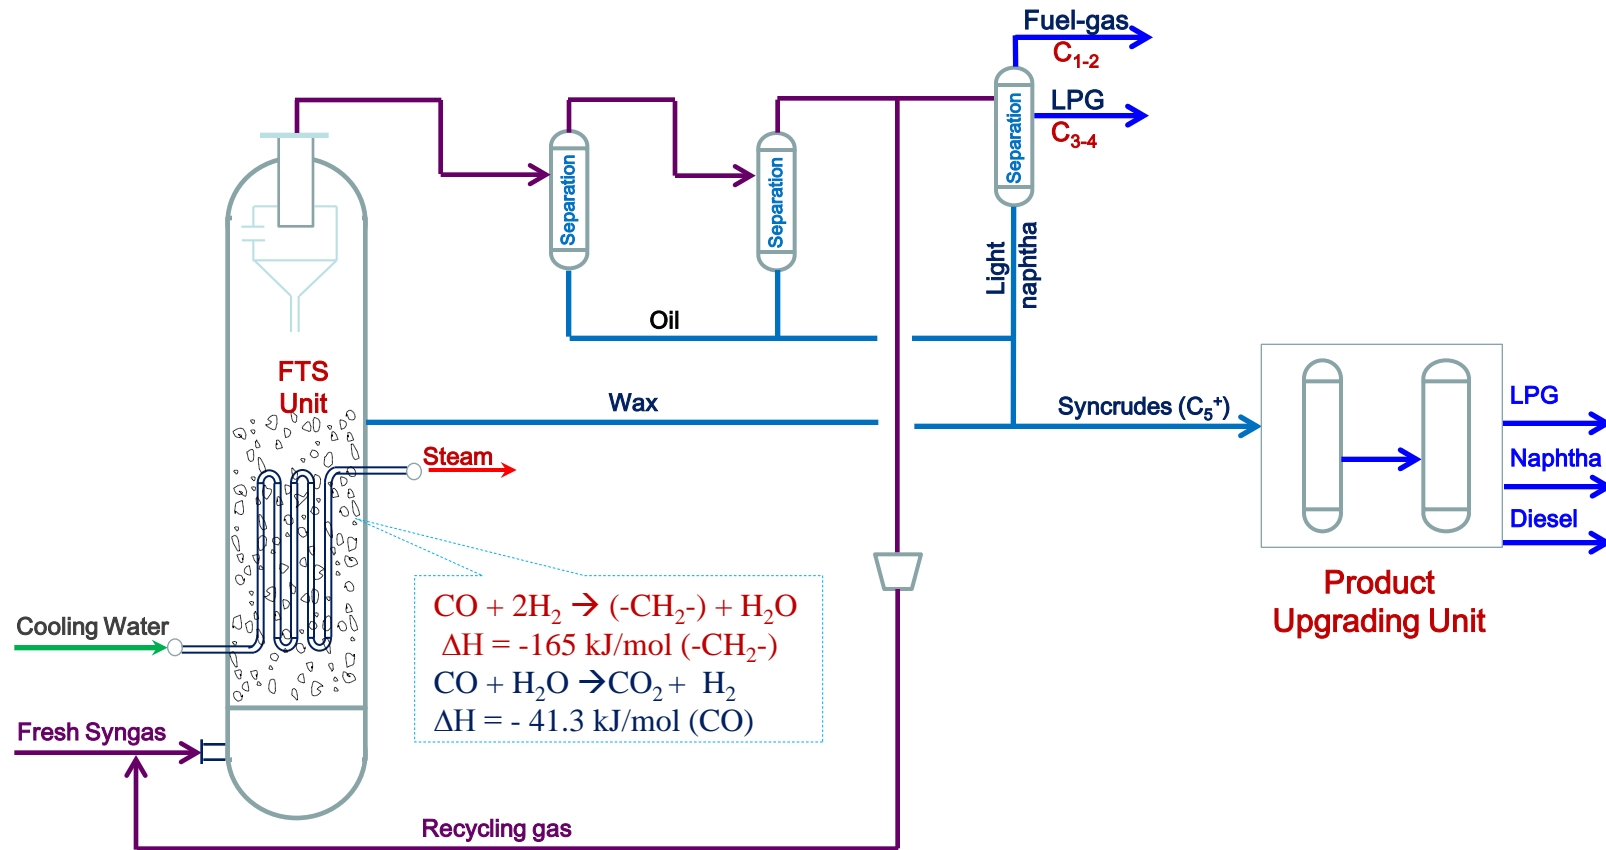 Fuel-gas
C₁₋₂
LPG
C₃₋₄
Separation
Separation
Separation
Light
naphtha
Oil
FTS
Unit
Wax
Syncrudes (C₅⁺)
Steam
LPG
Naphtha
Diesel
Product
Upgrading Unit
CO + 2H₂ → (-CH₂-) + H₂O
ΔH = -165 kJ/mol (-CH₂-)
CO + H₂O →CO₂ + H₂
ΔH = - 41.3 kJ/mol (CO)
Cooling Water
Fresh Syngas
Recycling gas